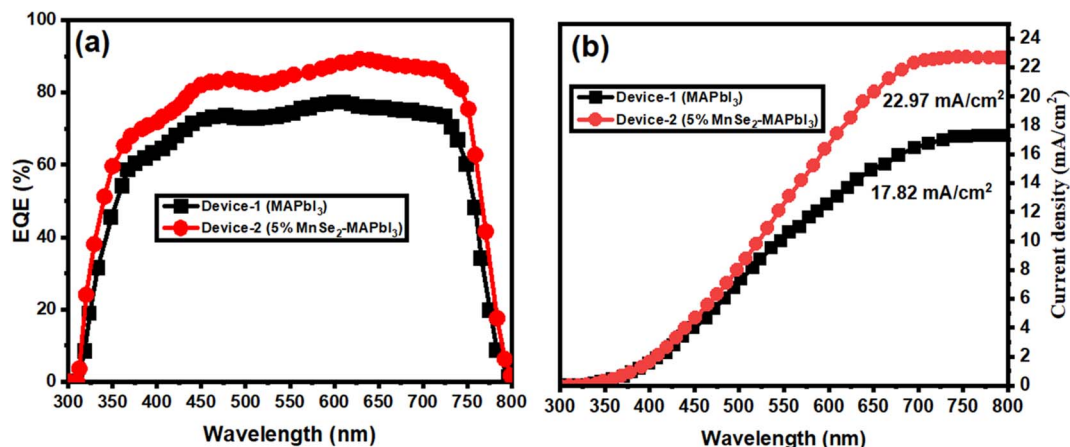 (a)
EQE (%)
100
80
60
40
20
0
Device-1 (MAPbI₃)
Device-2 (5% MnSe₂-MAPbI₃)
300 350 400 450 500 550 600 650 700 750 800
Wavelength (nm)
(b)
Device-1 (MAPbI₃)
Device-2 (5% MnSe₂-MAPbI₃)
22.97 mA/cm²
17.82 mA/cm²
24
22
20
18
16
14
12
10
8
6
4
2
0
Current density (mA/cm²)
300 350 400 450 500 550 600 650 700 750 800
Wavelength (nm)